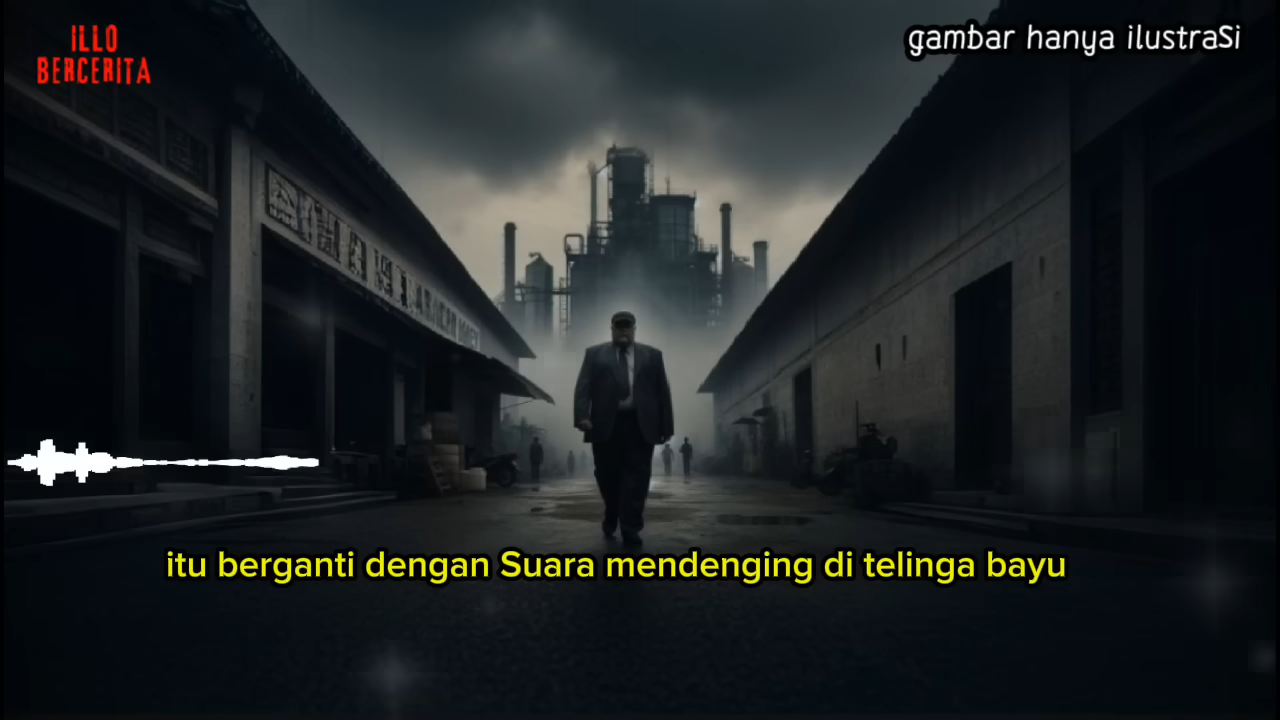 ILLO
BERCERITA
gambar hanya ilustraSi
itu berganti dengan Suara mendenging di telinga bayu